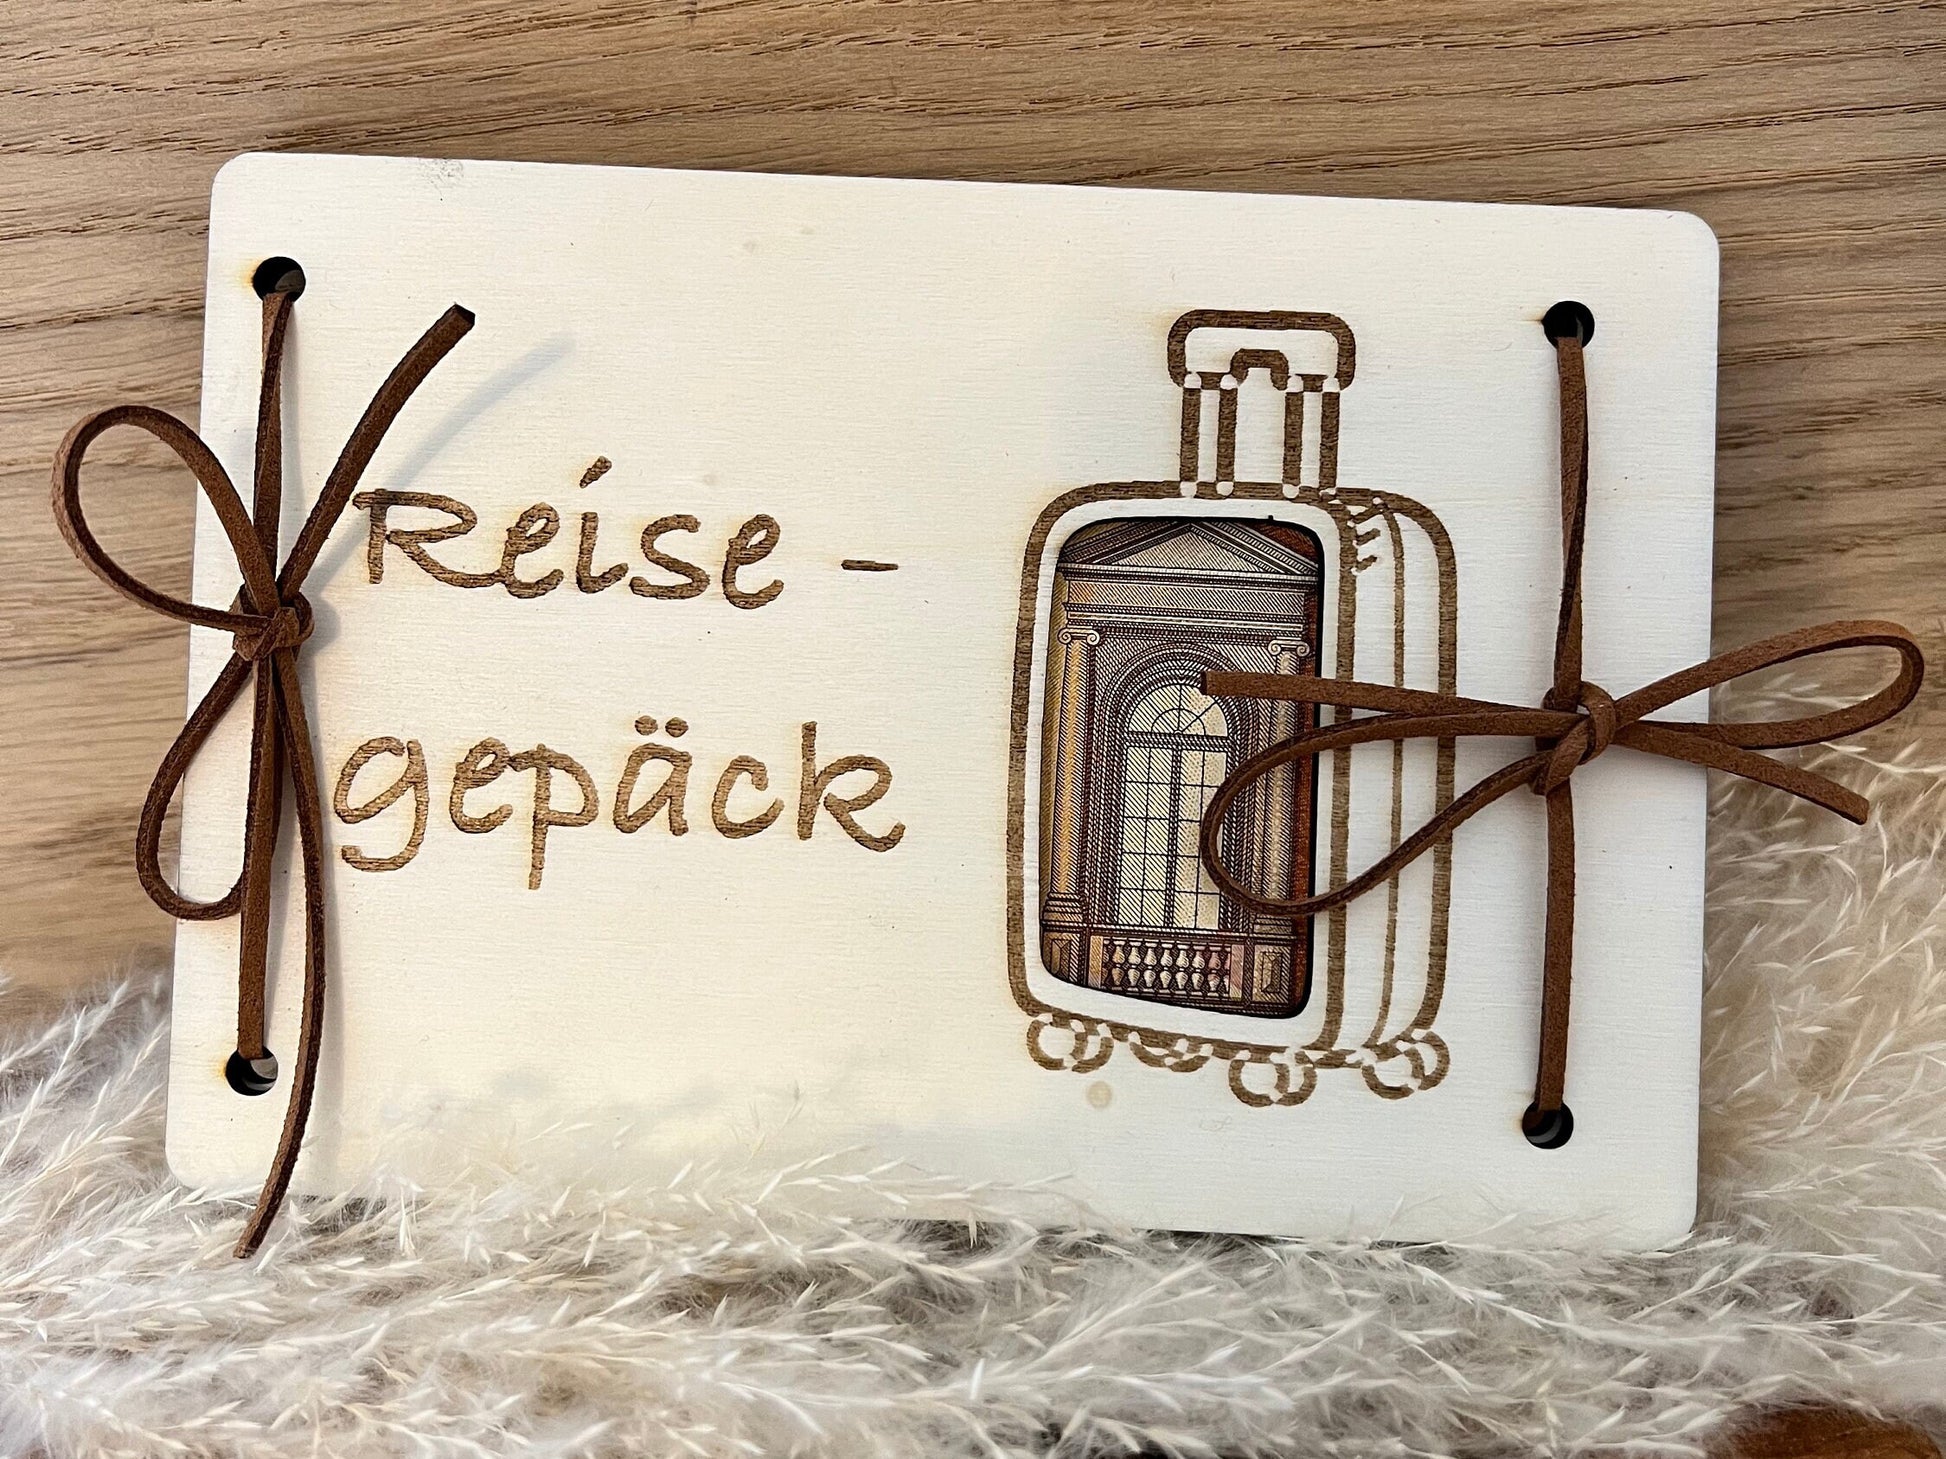 Reise -
gepäck